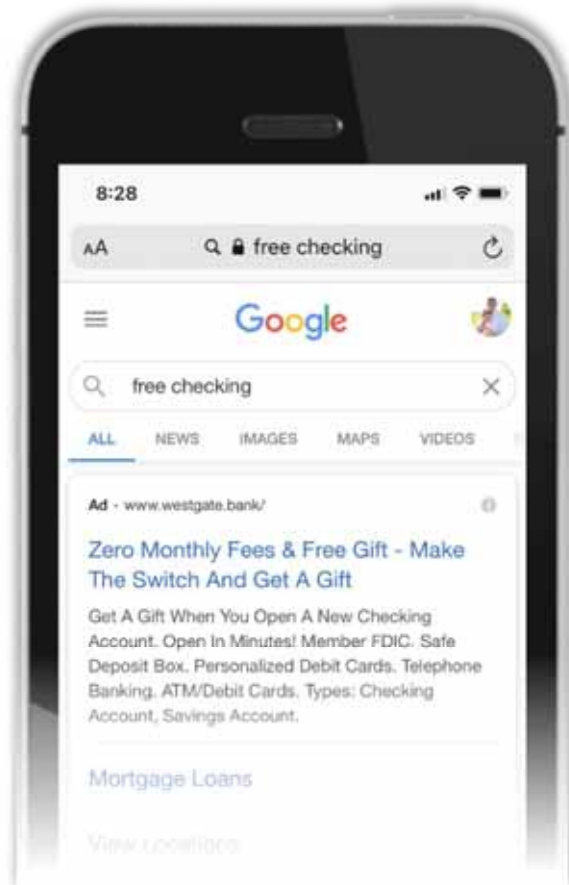 8:28
AA free checking
Google
free checking
ALL NEWS IMAGES MAPS VIDEOS
Ad - www.westgate.bank/
Zero Monthly Fees & Free Gift - Make
The Switch And Get A Gift
Get A Gift When You Open A New Checking
Account. Open In Minutes! Member FDIC. Safe
Deposit Box. Personalized Debit Cards. Telephone
Banking. ATM/Debit Cards. Types: Checking
Account, Savings Account.
Mortgage Loans
View Locations